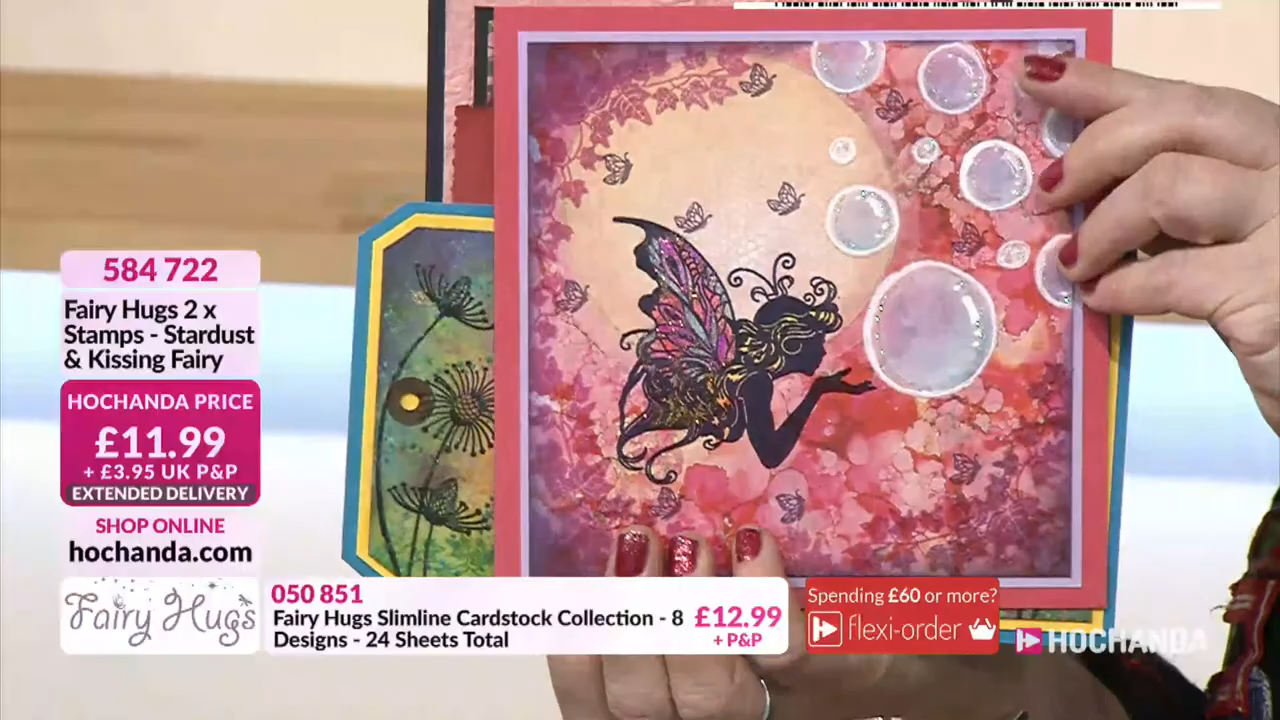 584 722
Fairy Hugs 2 x
Stamps - Stardust
& Kissing Fairy
HOCHANDA PRICE
£11.99
+ £3.95 UK P&P
EXTENDED DELIVERY
SHOP ONLINE
hochanda.com
Fairy Hugs
050 851
Fairy Hugs Slimline Cardstock Collection - 8
Designs - 24 Sheets Total
£12.99
+ P&P
Spending £60 or more?
flexi-order
HOCHANDA